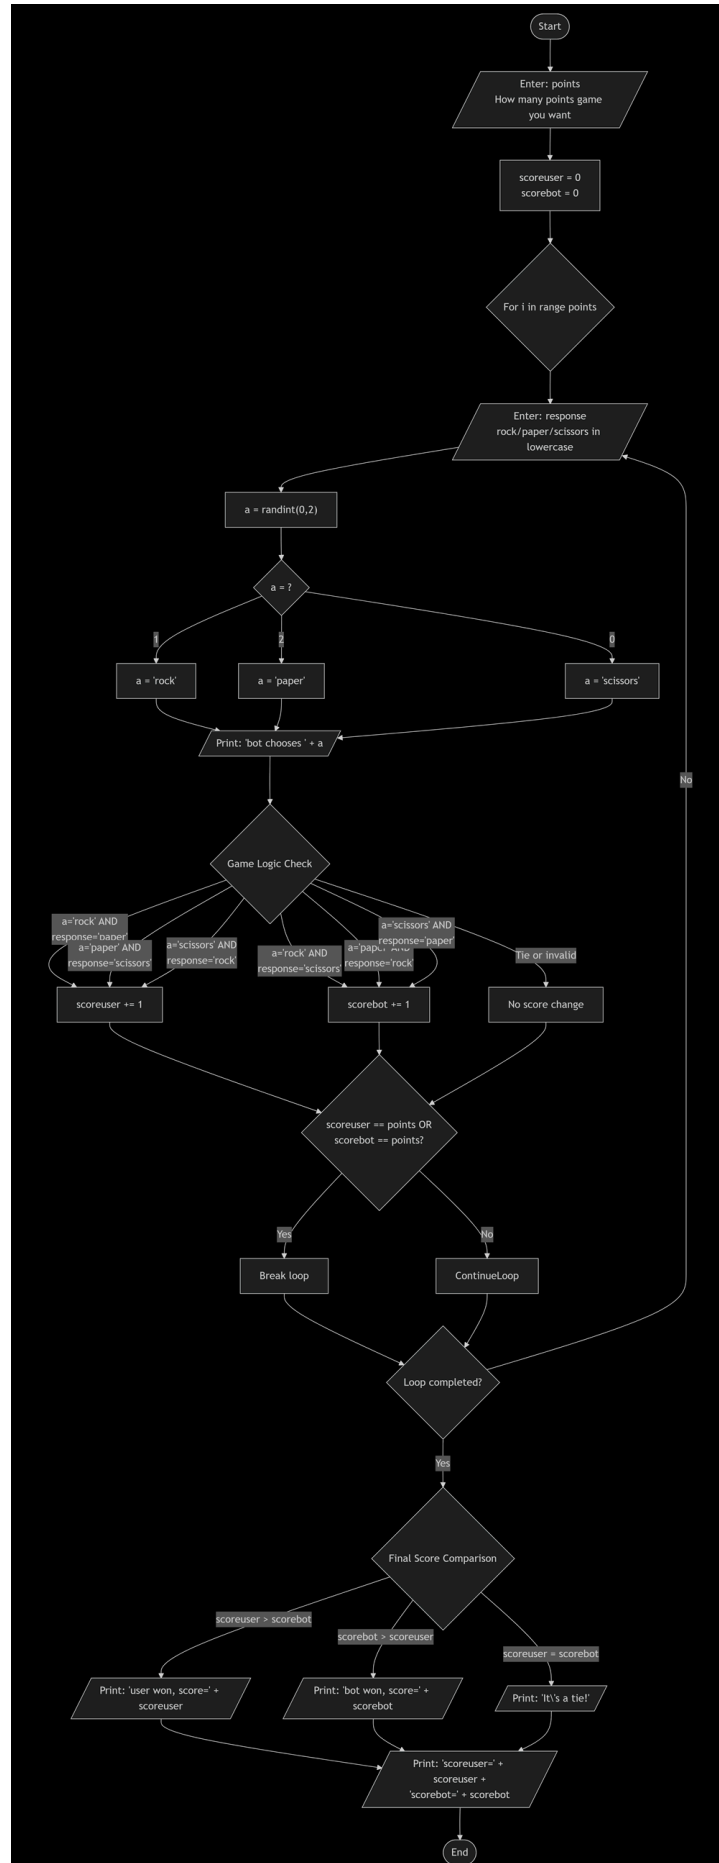 Start
Enter: points
How many points game
you want
scoreuser = 0
scorebot = 0
For i in range points
Enter: response
rock/paper/scissors in
lowercase
a = randint(0,2)
a = ?
1
2
0
a = 'rock'
a = 'paper'
a = 'scissors'
Print: 'bot chooses ' + a
No
Game Logic Check
a='rock' AND
response='paper'
a='paper' AND
response='scissors'
a='scissors' AND
response='rock'
a='rock' AND
response='scissors'
a='paper' AND
response='rock'
a='scissors' AND
response='paper'
Tie or invalid
scoreuser += 1
scorebot += 1
No score change
scoreuser == points OR
scorebot == points?
Yes
No
Break loop
ContinueLoop
Loop completed?
Yes
Final Score Comparison
scoreuser > scorebot
scorebot > scoreuser
scoreuser = scorebot
Print: 'user won, score=' +
scoreuser
Print: 'bot won, score=' +
scorebot
Print: 'It\'s a tie!'
Print: 'scoreuser=' +
scoreuser +
'scorebot=' + scorebot
End